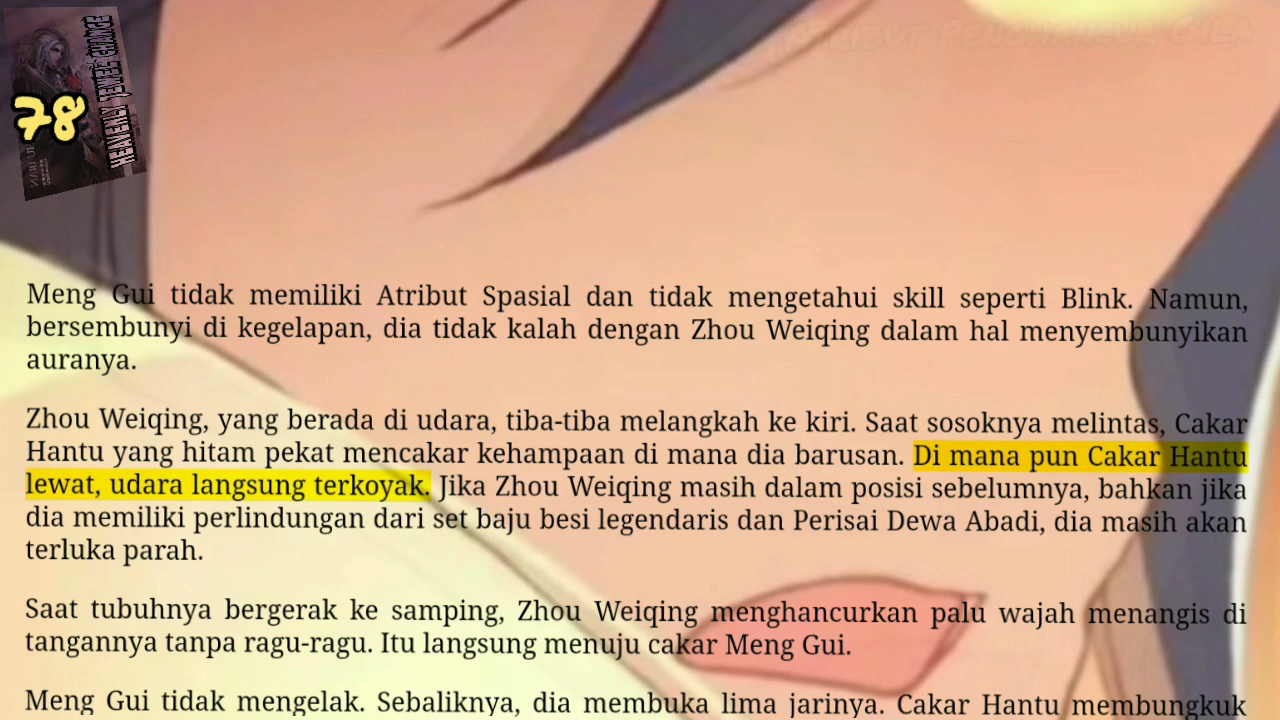 HEAVENLY JEWEL CHANGE
78
Meng Gui tidak memiliki Atribut Spasial dan tidak mengetahui skill seperti Blink. Namun,
bersembunyi di kegelapan, dia tidak kalah dengan Zhou Weiqing dalam hal menyembunyikan
auranya.
Zhou Weiqing, yang berada di udara, tiba-tiba melangkah ke kiri. Saat sosoknya melintas, Cakar
Hantu yang hitam pekat mencakar kehampaan di mana dia barusan. Di mana pun Cakar Hantu
lewat, udara langsung terkoyak. Jika Zhou Weiqing masih dalam posisi sebelumnya, bahkan jika
dia memiliki perlindungan dari set baju besi legendaris dan Perisai Dewa Abadi, dia masih akan
terluka parah.
Saat tubuhnya bergerak ke samping, Zhou Weiqing menghancurkan palu wajah menangis di
tangannya tanpa ragu-ragu. Itu langsung menuju cakar Meng Gui.
Meng Gui tidak mengelak. Sebaliknya, dia membuka lima jarinya. Cakar Hantu membungkuk